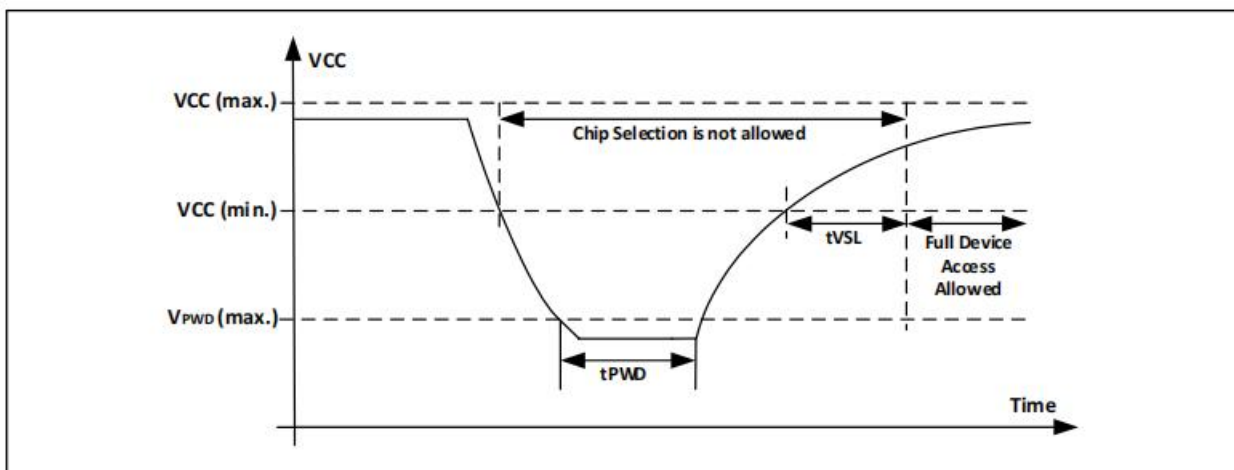 VCC
VCC (max.)
Chip Selection is not allowed
VCC (min.)
tVSL
Full Device
Access
Allowed
VPWD (max.)
tPWD
Time